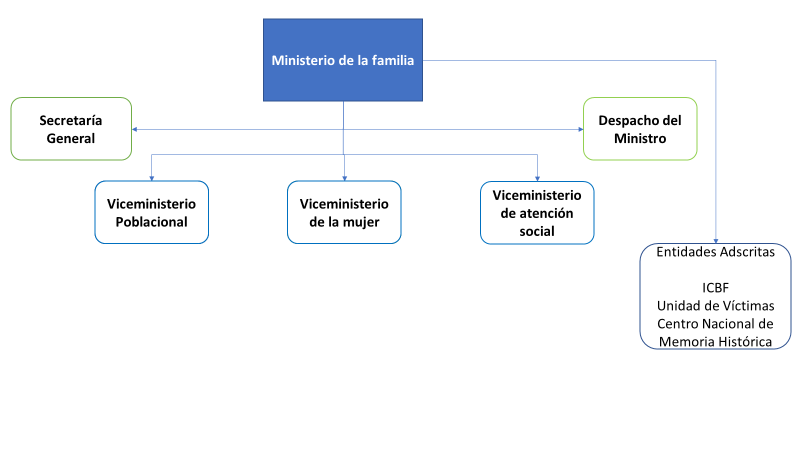 Ministerio de la familia
Secretaría
General
Despacho del
Ministro
Viceministerio
Poblacional
Viceministerio
de la mujer
Viceministerio
de atención
social
Entidades Adscritas
ICBF
Unidad de Víctimas
Centro Nacional de
Memoria Histórica